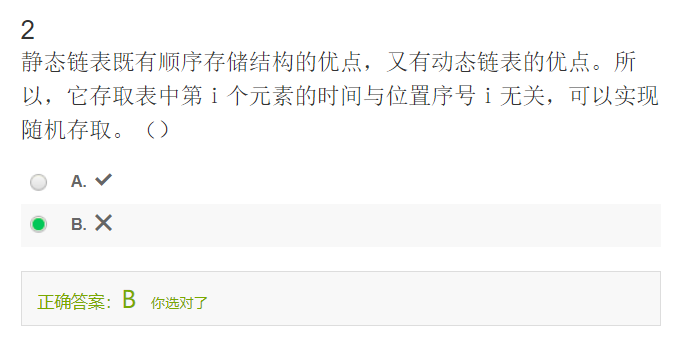 2
静态链表既有顺序存储结构的优点，又有动态链表的优点。所
以，它存取表中第 i 个元素的时间与位置序号 i 无关，可以实现
随机存取。（）
A. ✓
B. ✕
正确答案：B 你选对了